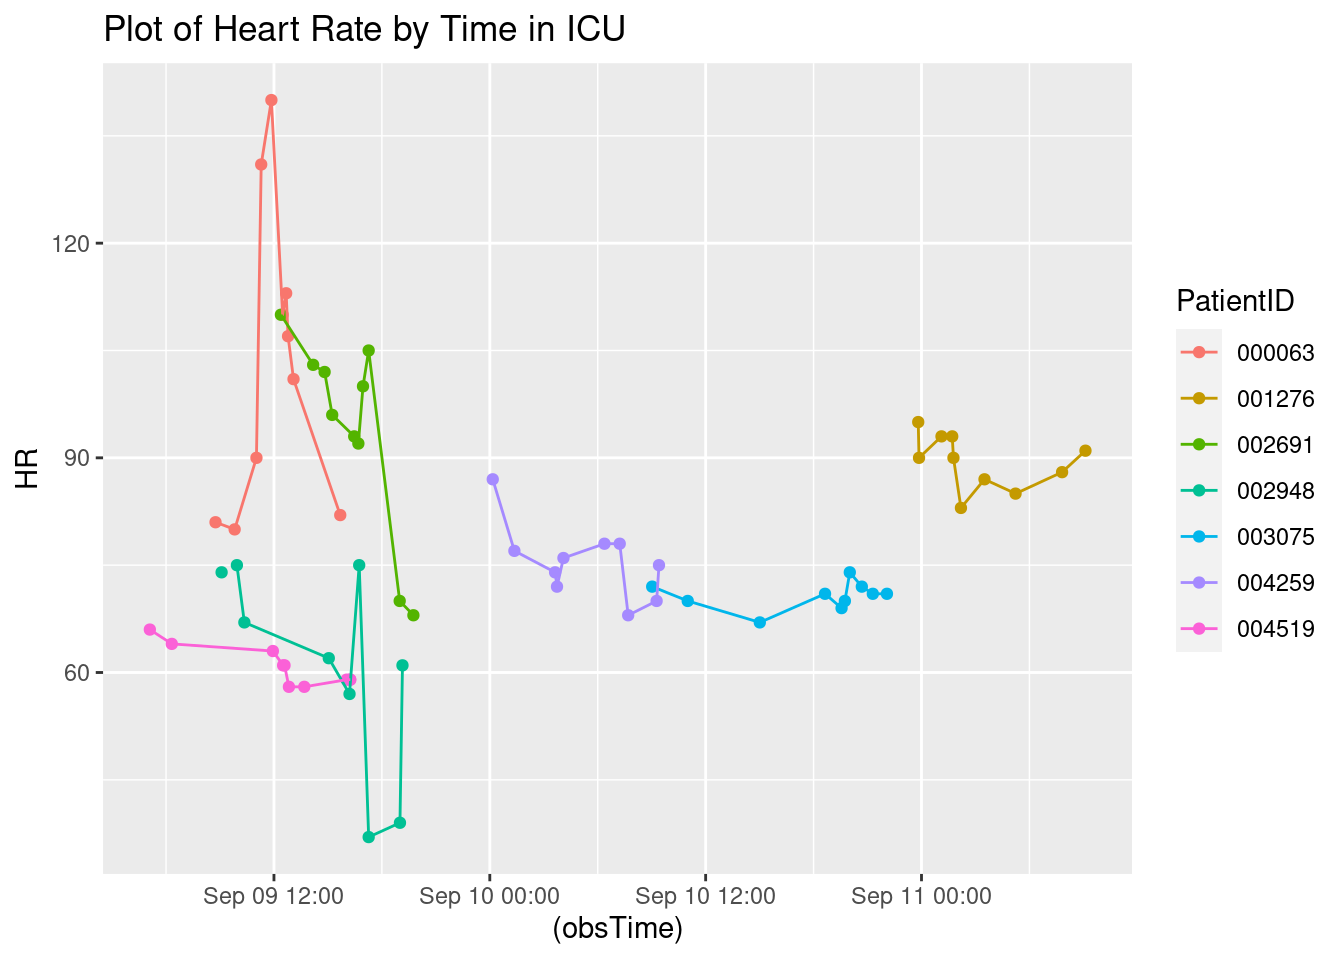 Plot of Heart Rate by Time in ICU
HR
120
90
60
Sep 09 12:00 Sep 10 00:00 Sep 10 12:00 Sep 11 00:00
(obsTime)
PatientID
000063
001276
002691
002948
003075
004259
004519